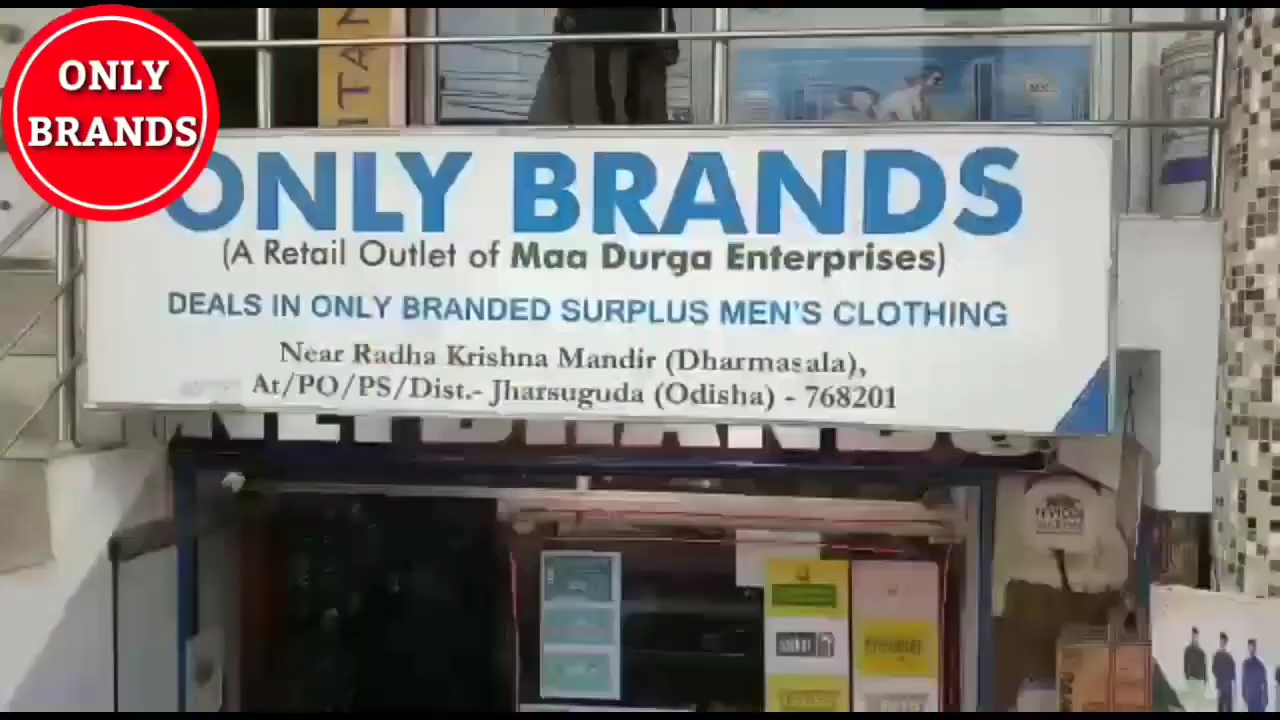 ONLY
BRANDS
ITAN
ONLY BRANDS
(A Retail Outlet of Maa Durga Enterprises)
DEALS IN ONLY BRANDED SURPLUS MEN'S CLOTHING
Near Radha Krishna Mandir (Dharmasala),
At/PO/PS/Dist.- Jharsuguda (Odisha) - 768201